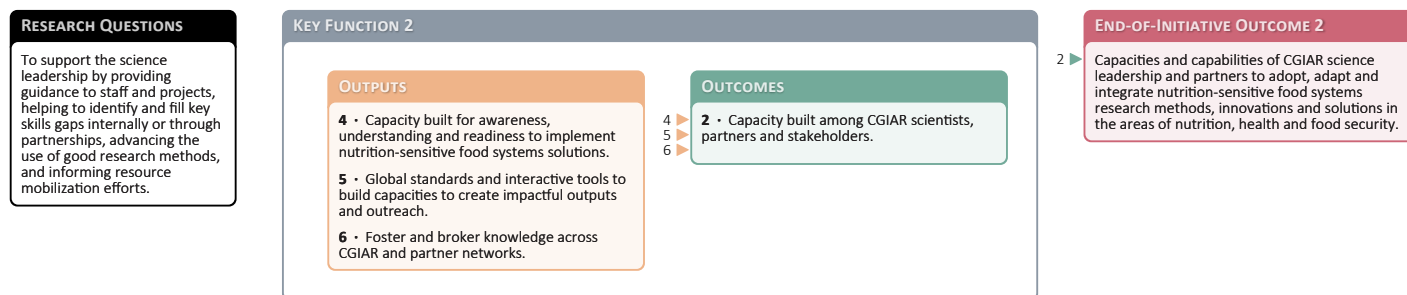 RESEARCH QUESTIONS
To support the science
leadership by providing
guidance to staff and projects,
helping to identify and fill key
skills gaps internally or through
partnerships, advancing the
use of good research methods,
and informing resource
mobilization efforts.
KEY FUNCTION 2
OUTPUTS
4 · Capacity built for awareness,
understanding and readiness to implement
nutrition-sensitive food systems solutions.
5 · Global standards and interactive tools to
build capacities to create impactful outputs
and outreach.
6 · Foster and broker knowledge across
CGIAR and partner networks.
4
5
6
OUTCOMES
2 · Capacity built among CGIAR scientists,
partners and stakeholders.
2
END-OF-INITIATIVE OUTCOME 2
Capacities and capabilities of CGIAR science
leadership and partners to adopt, adapt and
integrate nutrition-sensitive food systems
research methods, innovations and solutions in
the areas of nutrition, health and food security.